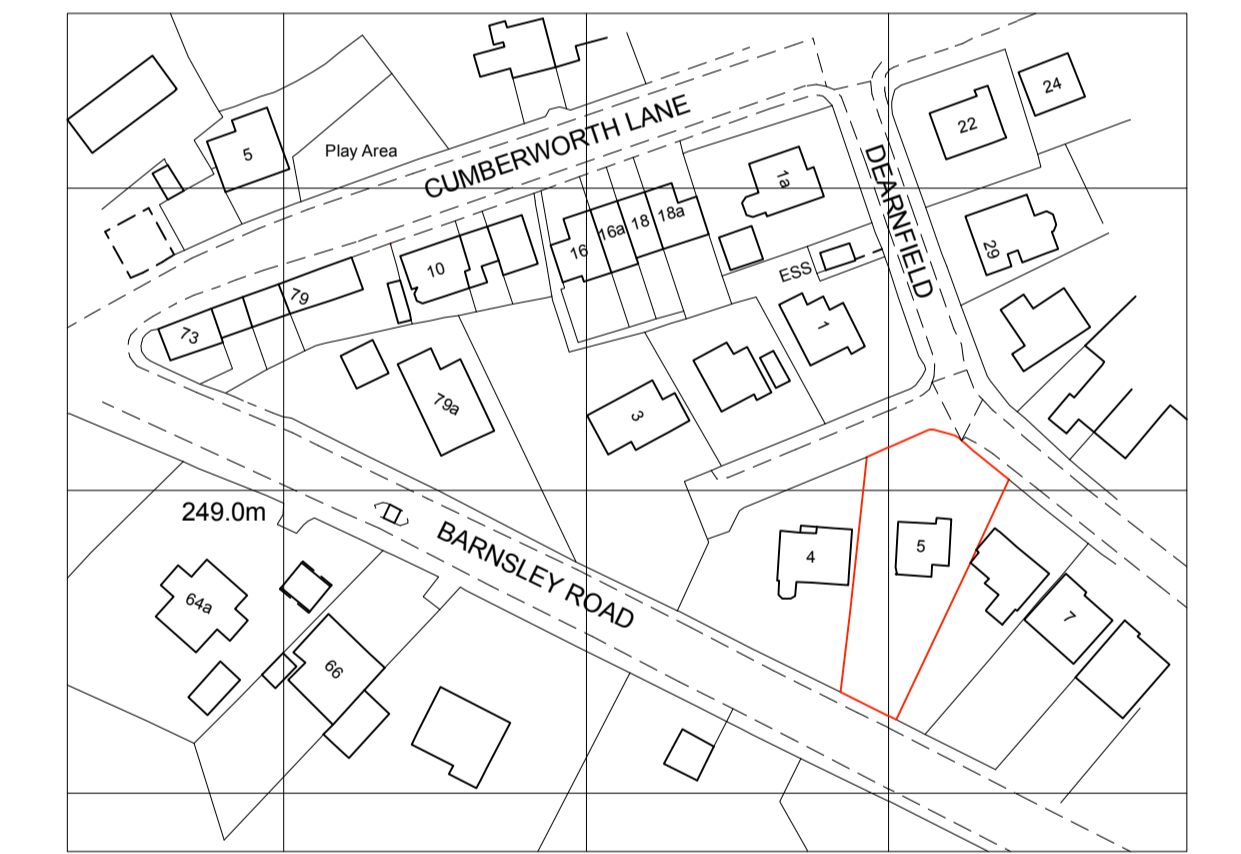 24
22
5
Play Area
CUMBERWORTH LANE
DEARNFIELD
1a
18a
18
16a
16
29
10
ESS
79
73
1
79a
3
249.0m
BARNSLEY ROAD
4
5
64a
7
66